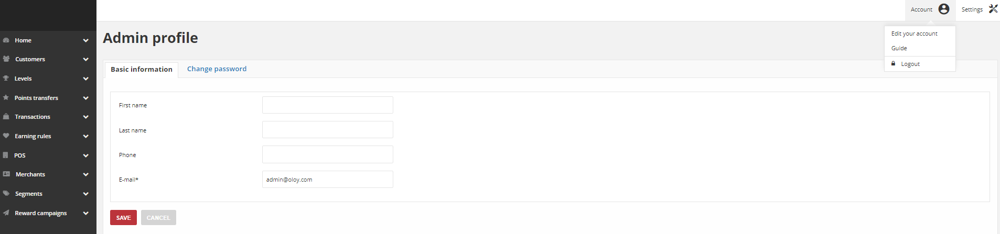 Account
Settings
Edit your account
Guide
Logout
Home
Customers
Levels
Points transfers
Transactions
Earning rules
POS
Merchants
Segments
Reward campaigns
Admin profile
Basic information
Change password
First name
Last name
Phone
E-mail*
admin@oloy.com
SAVE
CANCEL